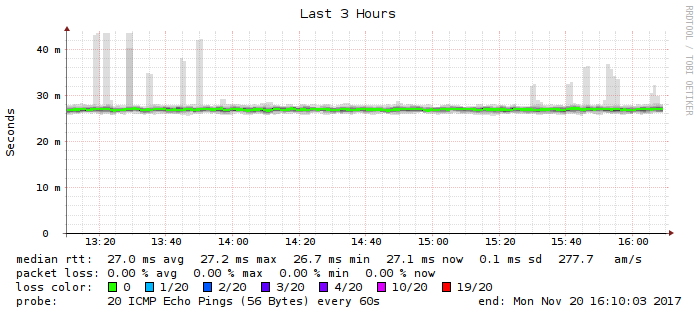 Last 3 Hours
RRDTOOL / TOBI OETIKER
Seconds
40 m
30 m
20 m
10 m
0
13:20 13:40 14:00 14:20 14:40 15:00 15:20 15:40 16:00
median rtt: 27.0 ms avg 27.2 ms max 26.7 ms min 27.1 ms now 0.1 ms sd 277.7 am/s
packet loss: 0.00 % avg 0.00 % max 0.00 % min 0.00 % now
loss color: 0 1/20 2/20 3/20 4/20 10/20 19/20
probe: 20 ICMP Echo Pings (56 Bytes) every 60s end: Mon Nov 20 16:10:03 2017